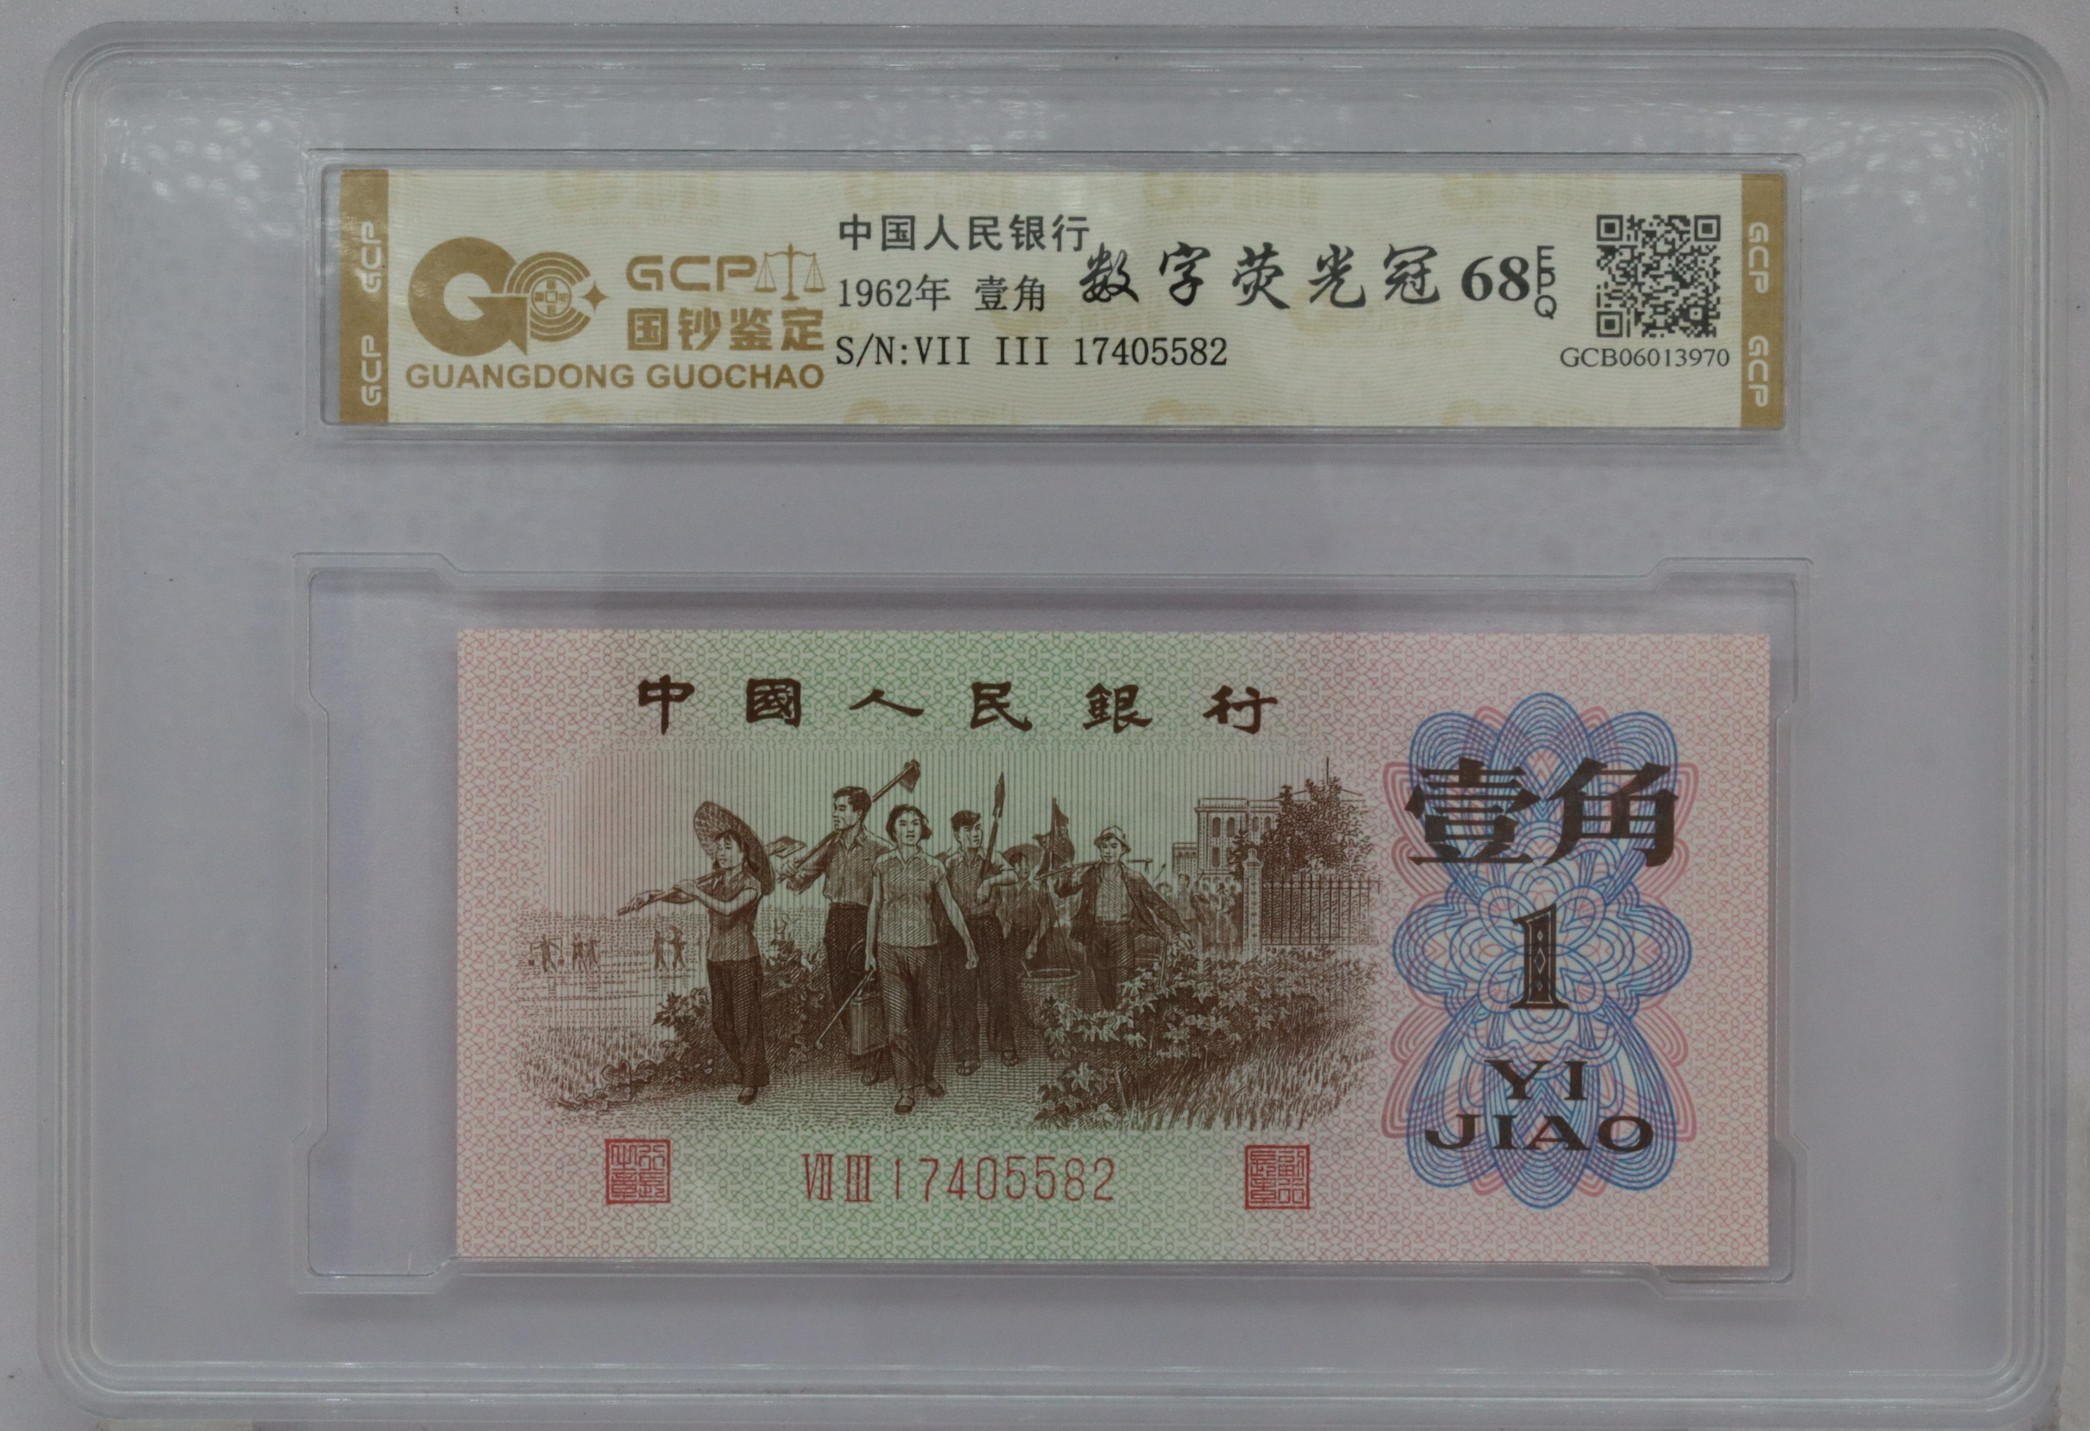 GCP
GCP
GCP
国钞鉴定
GUANGDONG GUOCHAO
中国人民银行
1962年 壹角
S/N:VII III 17405582
数字荧光冠 68 EPQ
GCB06013970
GCP
GCP
中國人民銀行
壹角
1
YI
JIAO
VII III 17405582